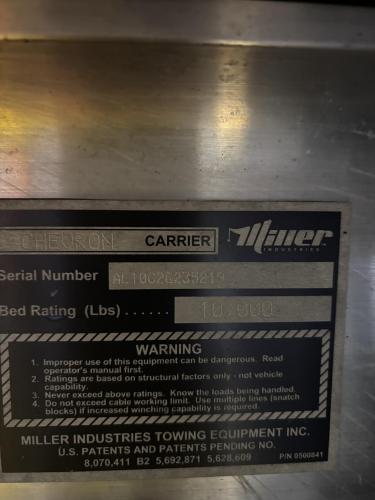 CHEVRON CARRIER Miller
INDUSTRIES
Serial Number AL10C2G235219
Bed Rating (Lbs) ...... 10,000
WARNING
1. Improper use of this equipment can be dangerous. Read
operator's manual first.
2. Ratings are based on structural factors only - not vehicle
capability.
3. Never exceed above ratings. Know the loads being handled.
4. Do not exceed cable working limit. Use multiple lines (snatch
blocks) if increased winching capability is required.
MILLER INDUSTRIES TOWING EQUIPMENT INC.
U.S. PATENTS AND PATENTS PENDING NO.
8,070,411 B2 5,692,871 5,628,609
P/N 0500841